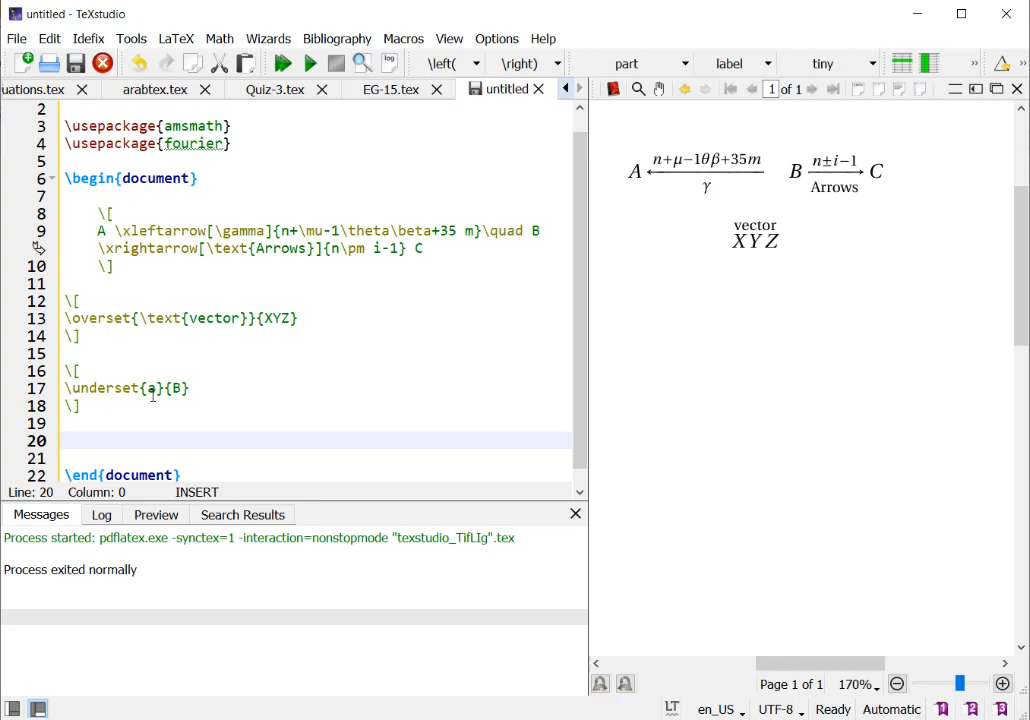 untitled - TeXstudio
File Edit Idefix Tools LaTeX Math Wizards Bibliography Macros View Options Help
log \left( \right) part label tiny »
uations.tex arabtex.tex Quiz-3.tex EG-15.tex untitled
1 of 1
2
3 \usepackage{amsmath}
4 \usepackage{fourier}
5
6 \begin{document}
7
8 \[
9 A \xleftarrow[\gamma]{n+\mu-1\theta\beta+35 m}\quad B
\xrightarrow[\text{Arrows}]{n\pm i-1} C
10 \]
11
12 \[
13 \overset{\text{vector}}{XYZ}
14 \]
15
16 \[
17 \underset{a}{B}
18 \]
19
20
21
22 \end{document}
Line: 20 Column: 0 INSERT
Messages Log Preview Search Results
Process started: pdflatex.exe -synctex=1 -interaction=nonstopmode "texstudio_TifLIg".tex
Process exited normally
n+μ−1θβ+35m n±i−1
A ← B → C
γ Arrows
vector
XYZ
Page 1 of 1 170%
LT en_US UTF-8 Ready Automatic 1 2 3